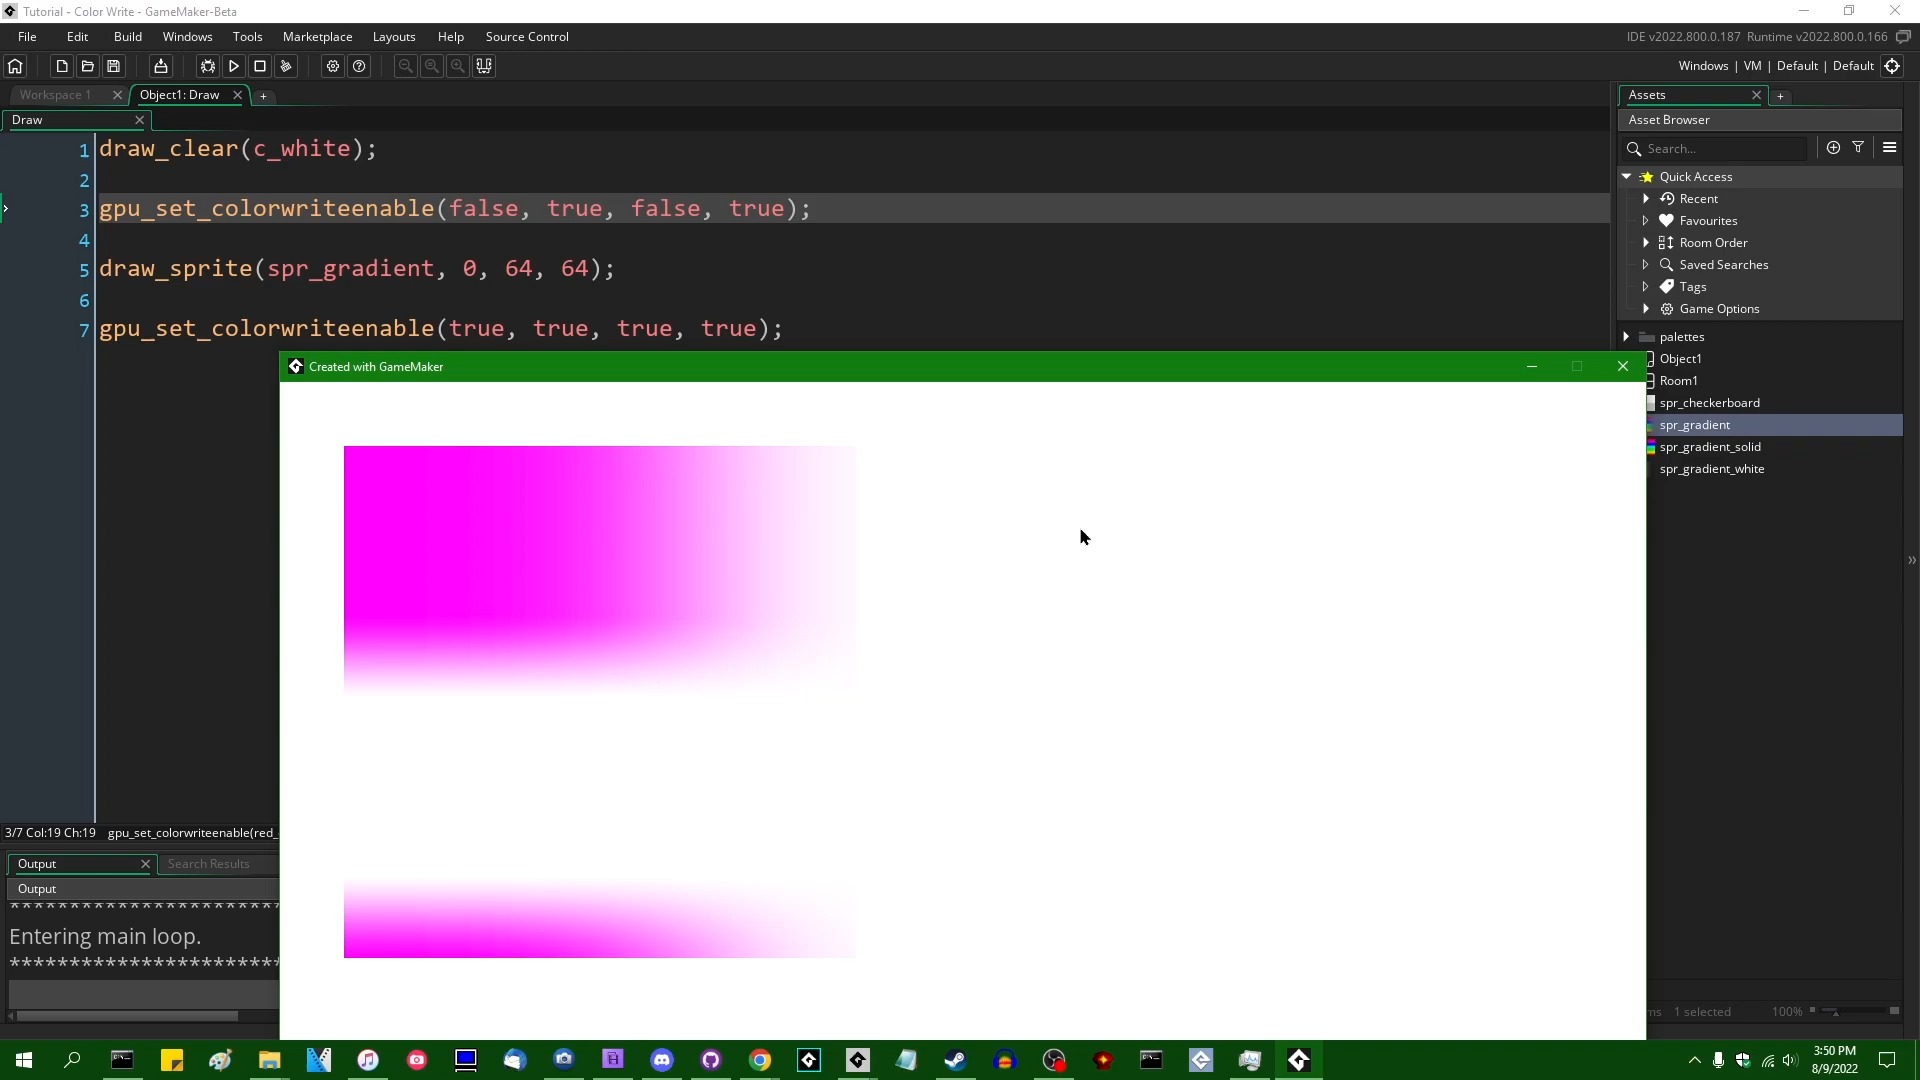 Tutorial - Color Write - GameMaker-Beta
File Edit Build Windows Tools Marketplace Layouts Help Source Control
IDE v2022.800.0.187 Runtime v2022.800.0.166
Windows | VM | Default | Default
Workspace 1
Object1: Draw
Assets
Draw
Asset Browser
1 draw_clear(c_white);
2
3 gpu_set_colorwriteenable(false, true, false, true);
4
5 draw_sprite(spr_gradient, 0, 64, 64);
6
7 gpu_set_colorwriteenable(true, true, true, true);
Search...
Quick Access
Recent
Favourites
Room Order
Saved Searches
Tags
Game Options
palettes
Object1
Room1
spr_checkerboard
spr_gradient
spr_gradient_solid
spr_gradient_white
Created with GameMaker
3/7 Col:19 Ch:19 gpu_set_colorwriteenable(red_
Output
Search Results
Output
***********************
Entering main loop.
***********************
ms 1 selected 100%
3:50 PM
8/9/2022